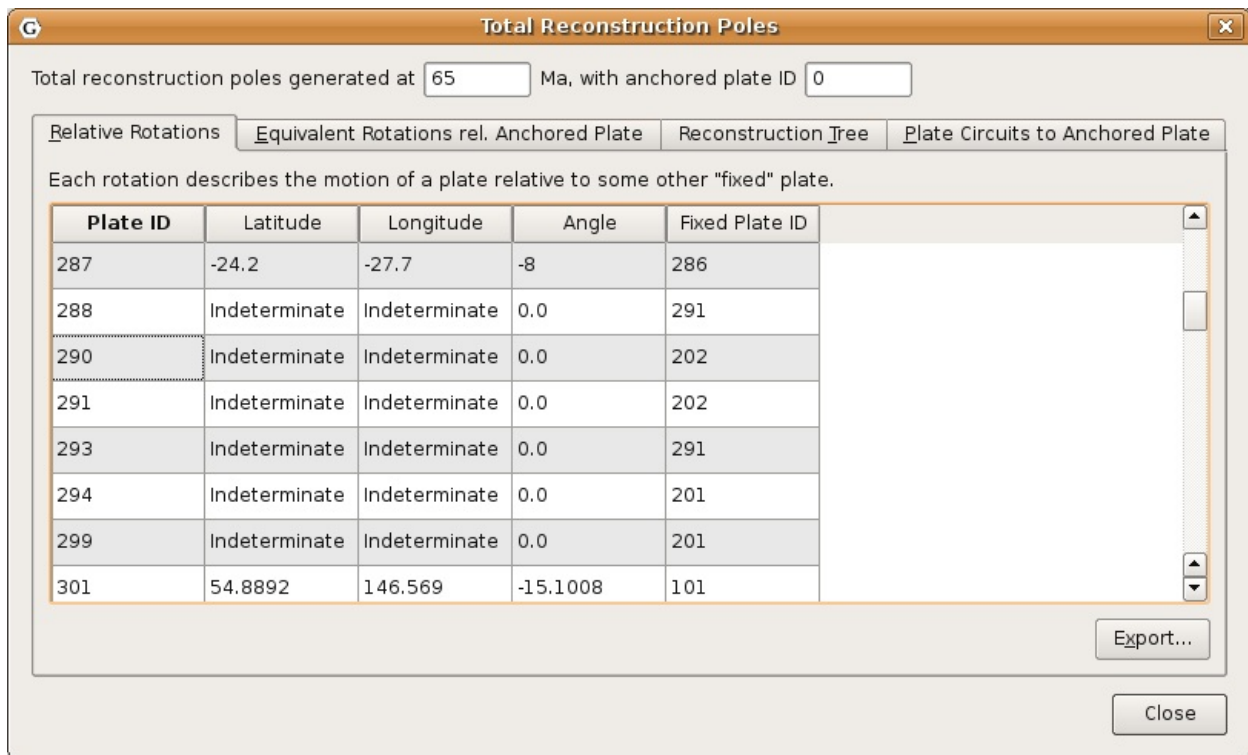 G Total Reconstruction Poles
Total reconstruction poles generated at 65 Ma, with anchored plate ID 0
Relative Rotations Equivalent Rotations rel. Anchored Plate Reconstruction Tree Plate Circuits to Anchored Plate
Each rotation describes the motion of a plate relative to some other "fixed" plate.
Plate ID Latitude Longitude Angle Fixed Plate ID
287 -24.2 -27.7 -8 286
288 Indeterminate Indeterminate 0.0 291
290 Indeterminate Indeterminate 0.0 202
291 Indeterminate Indeterminate 0.0 202
293 Indeterminate Indeterminate 0.0 291
294 Indeterminate Indeterminate 0.0 201
299 Indeterminate Indeterminate 0.0 201
301 54.8892 146.569 -15.1008 101
Export...
Close